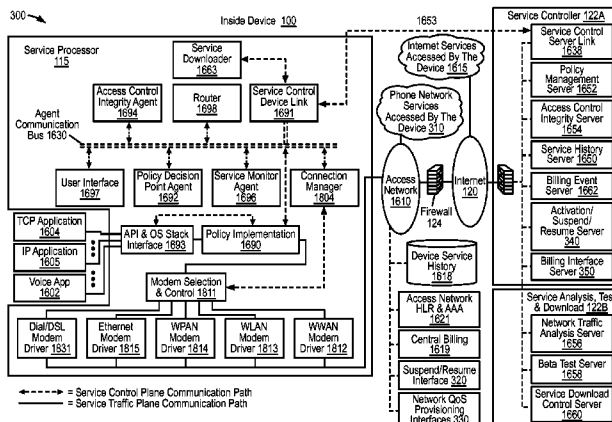 300
Inside Device 100
Service Processor
115
Service
Downloader
1663
1653
Access Control
Integrity Agent
1694
Router
1698
Service Control
Device Link
1691
Agent
Communication
Bus 1630
User Interface
1697
Policy Decision
Point Agent
1692
Service Monitor
Agent
1696
Connection
Manager
1804
TCP Application
1604
IP Application
1605
Voice App
1602
API & OS Stack
Interface 1693
Policy Implementation
1690
Modem Selection
& Control 1811
Dial/DSL
Modem
Driver 1831
Ethernet
Modem
Driver 1815
WPAN
Modem
Driver 1814
WLAN
Modem
Driver 1813
WWAN
Modem
Driver 1812
= Service Control Plane Communication Path
= Service Traffic Plane Communication Path
Internet Services
Accessed By The
Device 1615
Phone Network
Services
Accessed By The
Device 310
Access
Network
1610
Firewall
124
Internet
120
Device Service
History
1618
Access Network
HLR & AAA
1621
Central Billing
1619
Suspend/Resume
Interface 320
Network QoS
Provisioning
Interfaces 330
Service Controller 122A
Service Control
Server Link
1638
Policy
Management
Server 1652
Access Control
Integrity Server
1654
Service History
Server 1650
Billing Event
Server 1662
Activation/
Suspend/
Resume Server
340
Billing Interface
Server 350
Service Analysis, Test
& Download 122B
Network Traffic
Analysis Server
1656
Beta Test Server
1658
Service Download
Control Server
1660